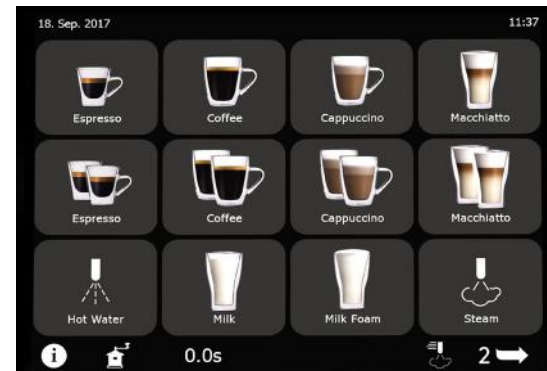 18. Sep. 2017 11:37
Espresso Coffee Cappuccino Macchiatto
Espresso Coffee Cappuccino Macchiatto
Hot Water Milk Milk Foam Steam
i 0.0s 2